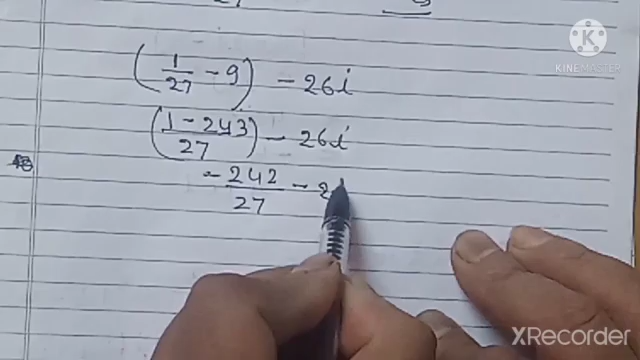 (1/27 - 9) - 26i
(1 - 243/27) - 26i
- 242/27 - 2
KINEMASTER
XRecorder